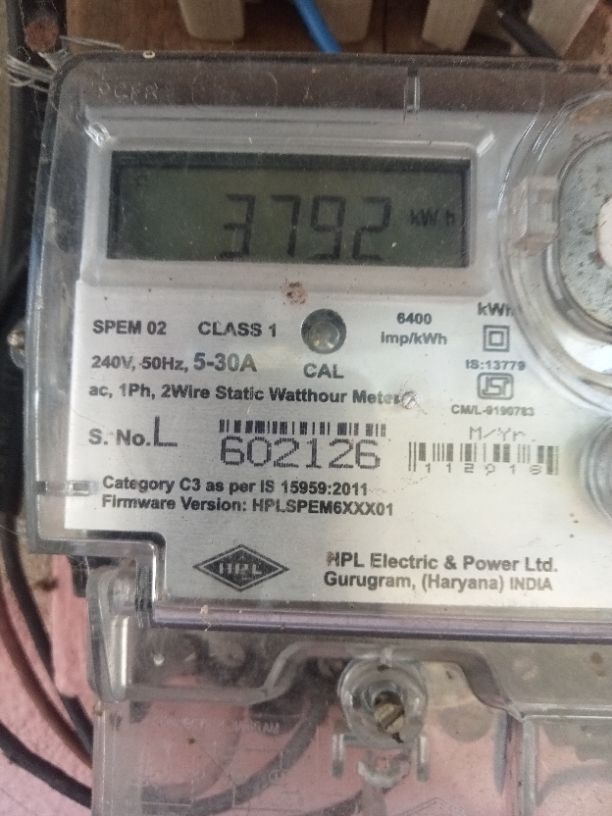 3792 kWh
SPEM 02 CLASS 1
6400 imp/kWh
kWh
240V, 50Hz, 5-30A
CAL
IS:13779
ac, 1Ph, 2Wire Static Watthour Meter
ISI
CM/L-9190783
S. No. L 602126
M/Yr.
112918
Category C3 as per IS 15959:2011
Firmware Version: HPLSPEM6XXX01
HPL
HPL Electric & Power Ltd.
Gurugram, (Haryana) INDIA